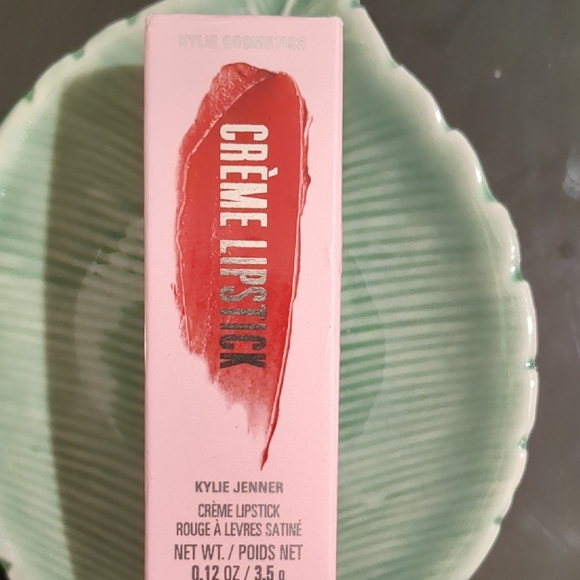 KYLIE COSMETICS
CRÈME LIPSTICK
KYLIE JENNER
CRÈME LIPSTICK
ROUGE À LEVRES SATINÉ
NET WT. / POIDS NET
0.12 OZ / 3.5 g